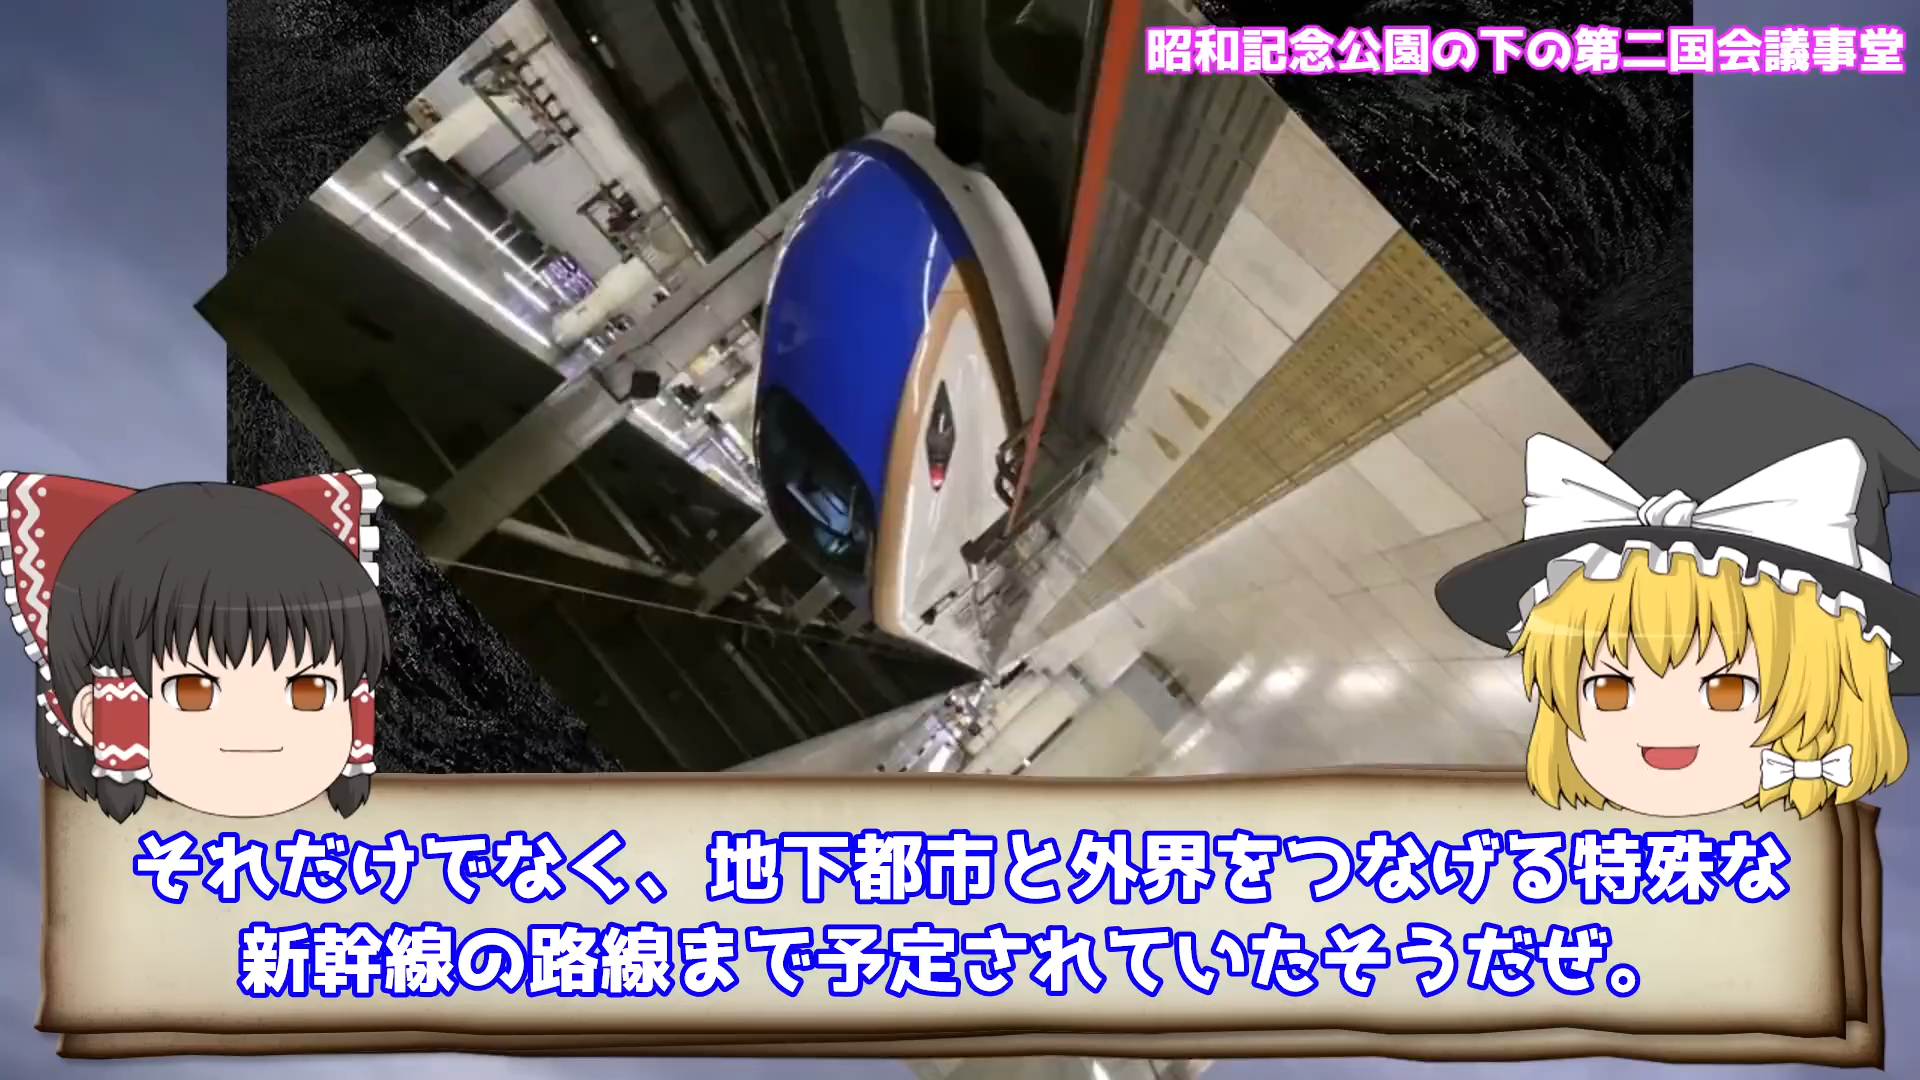 昭和記念公園の下の第二国会議事堂
それだけでなく、地下都市と外界をつなげる特殊な
新幹線の路線まで予定されていたそうだぜ。